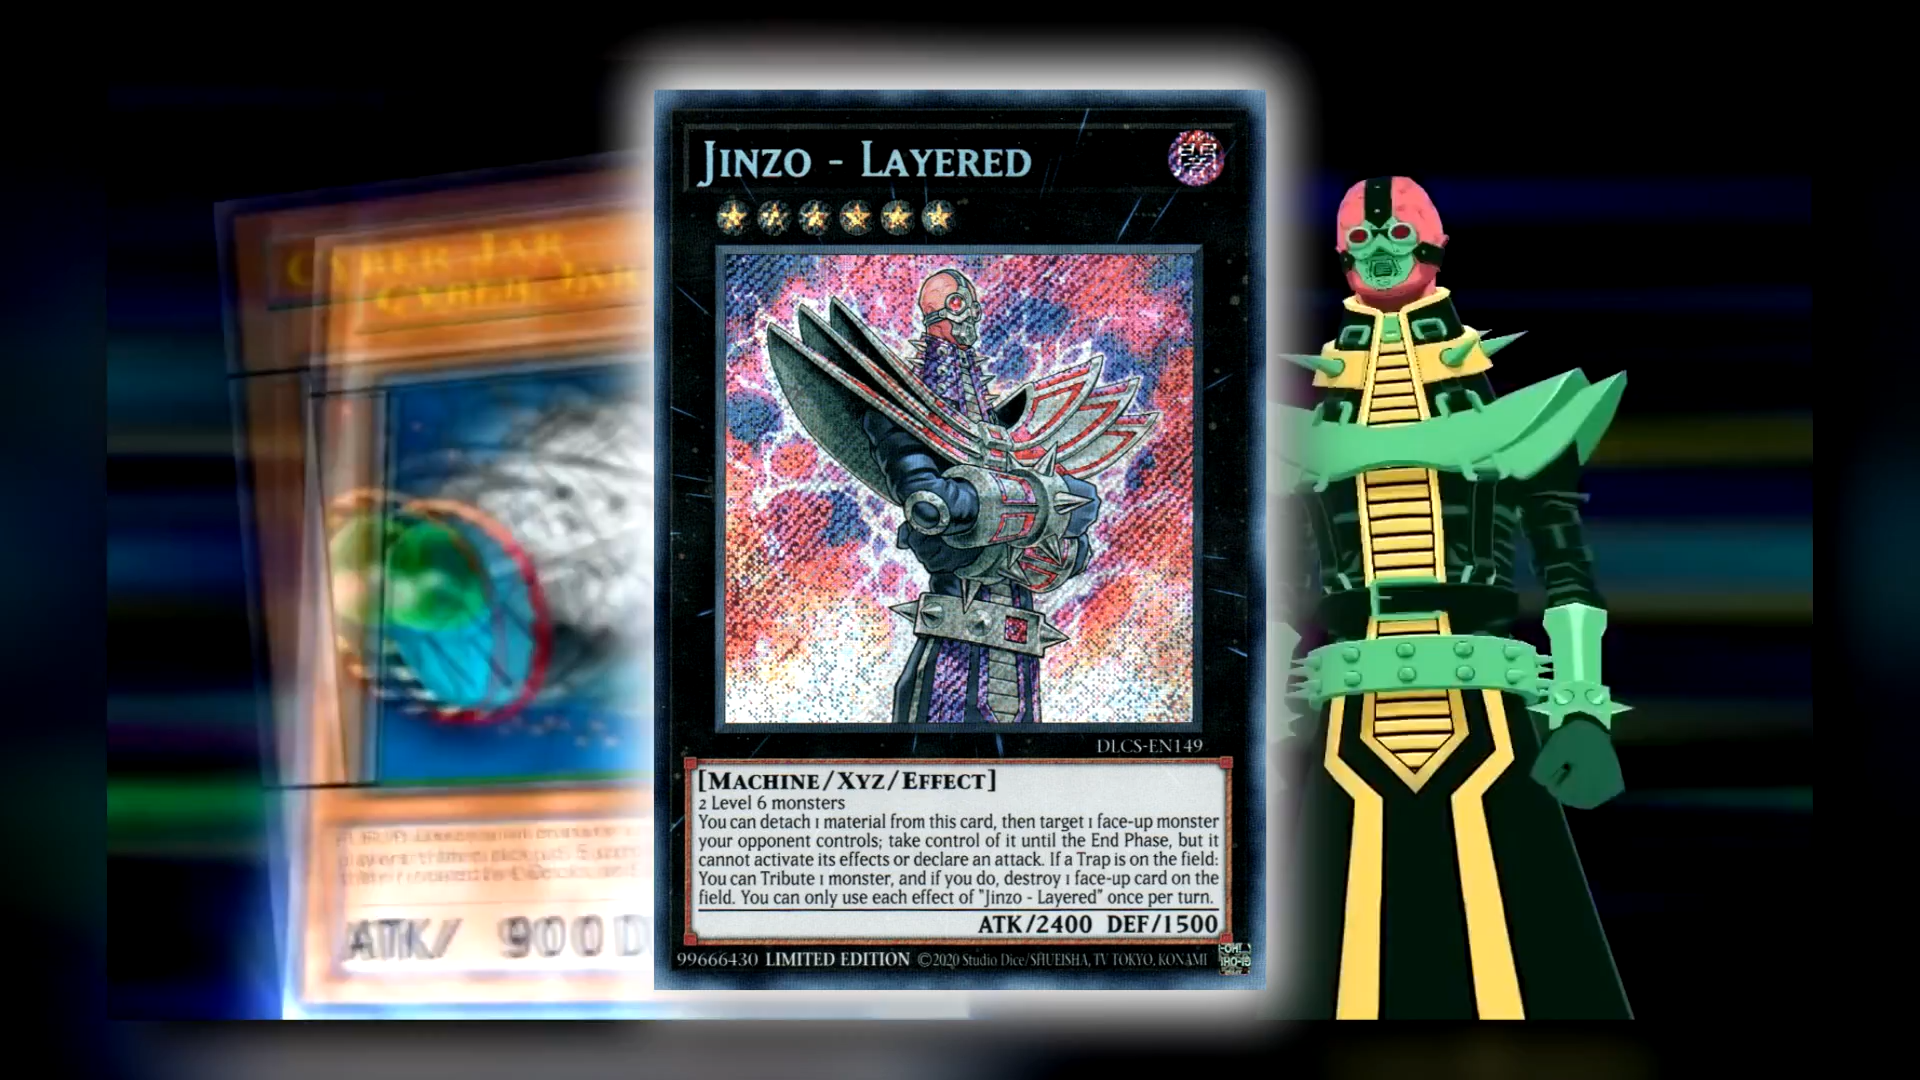 JINZO - LAYERED
CYBER JAR
CYBER JAR
DLCS-EN149
[MACHINE/XYZ/EFFECT]
2 Level 6 monsters
You can detach 1 material from this card, then target 1 face-up monster
your opponent controls; take control of it until the End Phase, but it
cannot activate its effects or declare an attack. If a Trap is on the field:
You can Tribute 1 monster, and if you do, destroy 1 face-up card on the
field. You can only use each effect of "Jinzo - Layered" once per turn.
ATK/2400 DEF/1500
ATK/ 900 D
99666430 LIMITED EDITION ©2020 Studio Dice/SHUEISHA, TV TOKYO, KONAMI